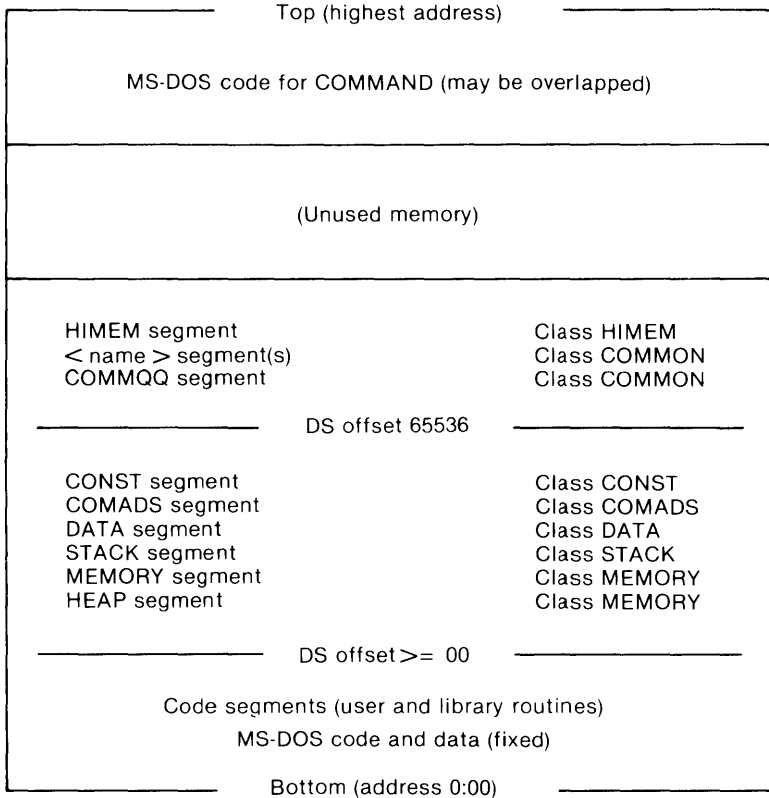 Top (highest address)
MS-DOS code for COMMAND (may be overlapped)
(Unused memory)
HIMEM segment Class HIMEM
< name > segment(s) Class COMMON
COMMQQ segment Class COMMON
DS offset 65536
CONST segment Class CONST
COMADS segment Class COMADS
DATA segment Class DATA
STACK segment Class STACK
MEMORY segment Class MEMORY
HEAP segment Class MEMORY
DS offset >= 00
Code segments (user and library routines)
MS-DOS code and data (fixed)
Bottom (address 0:00)